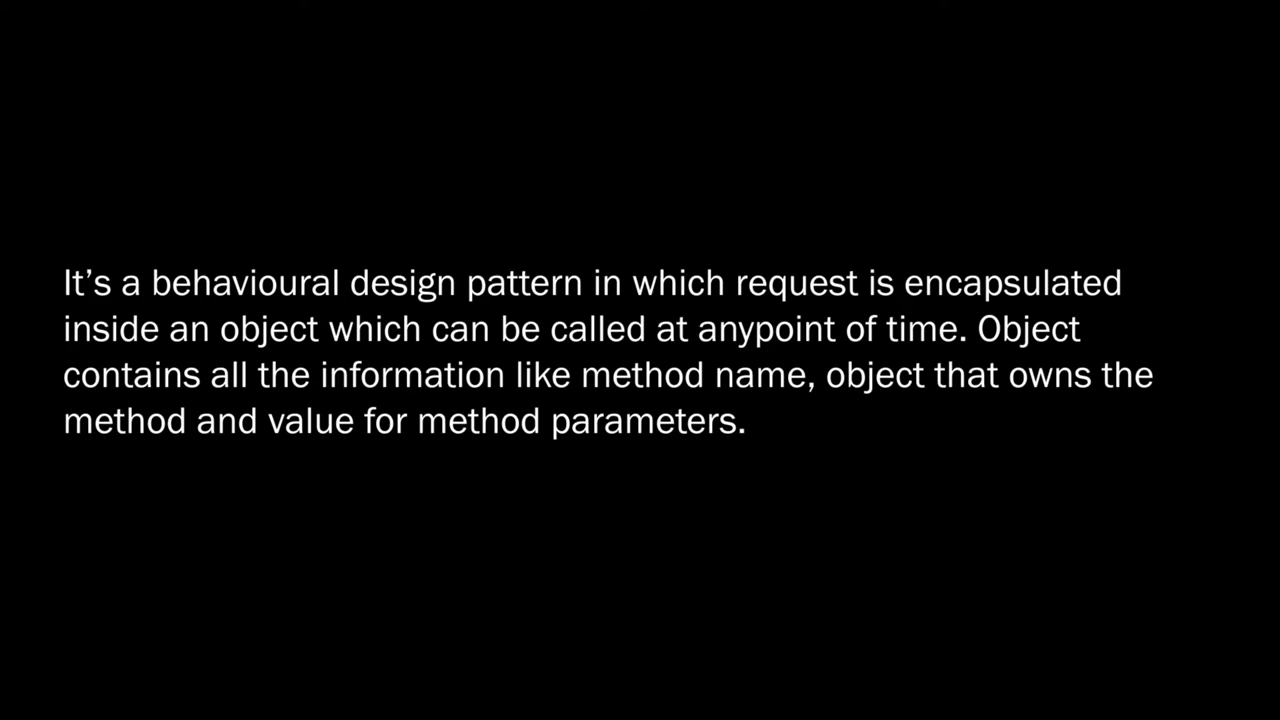 It’s a behavioural design pattern in which request is encapsulated
inside an object which can be called at anypoint of time. Object
contains all the information like method name, object that owns the
method and value for method parameters.